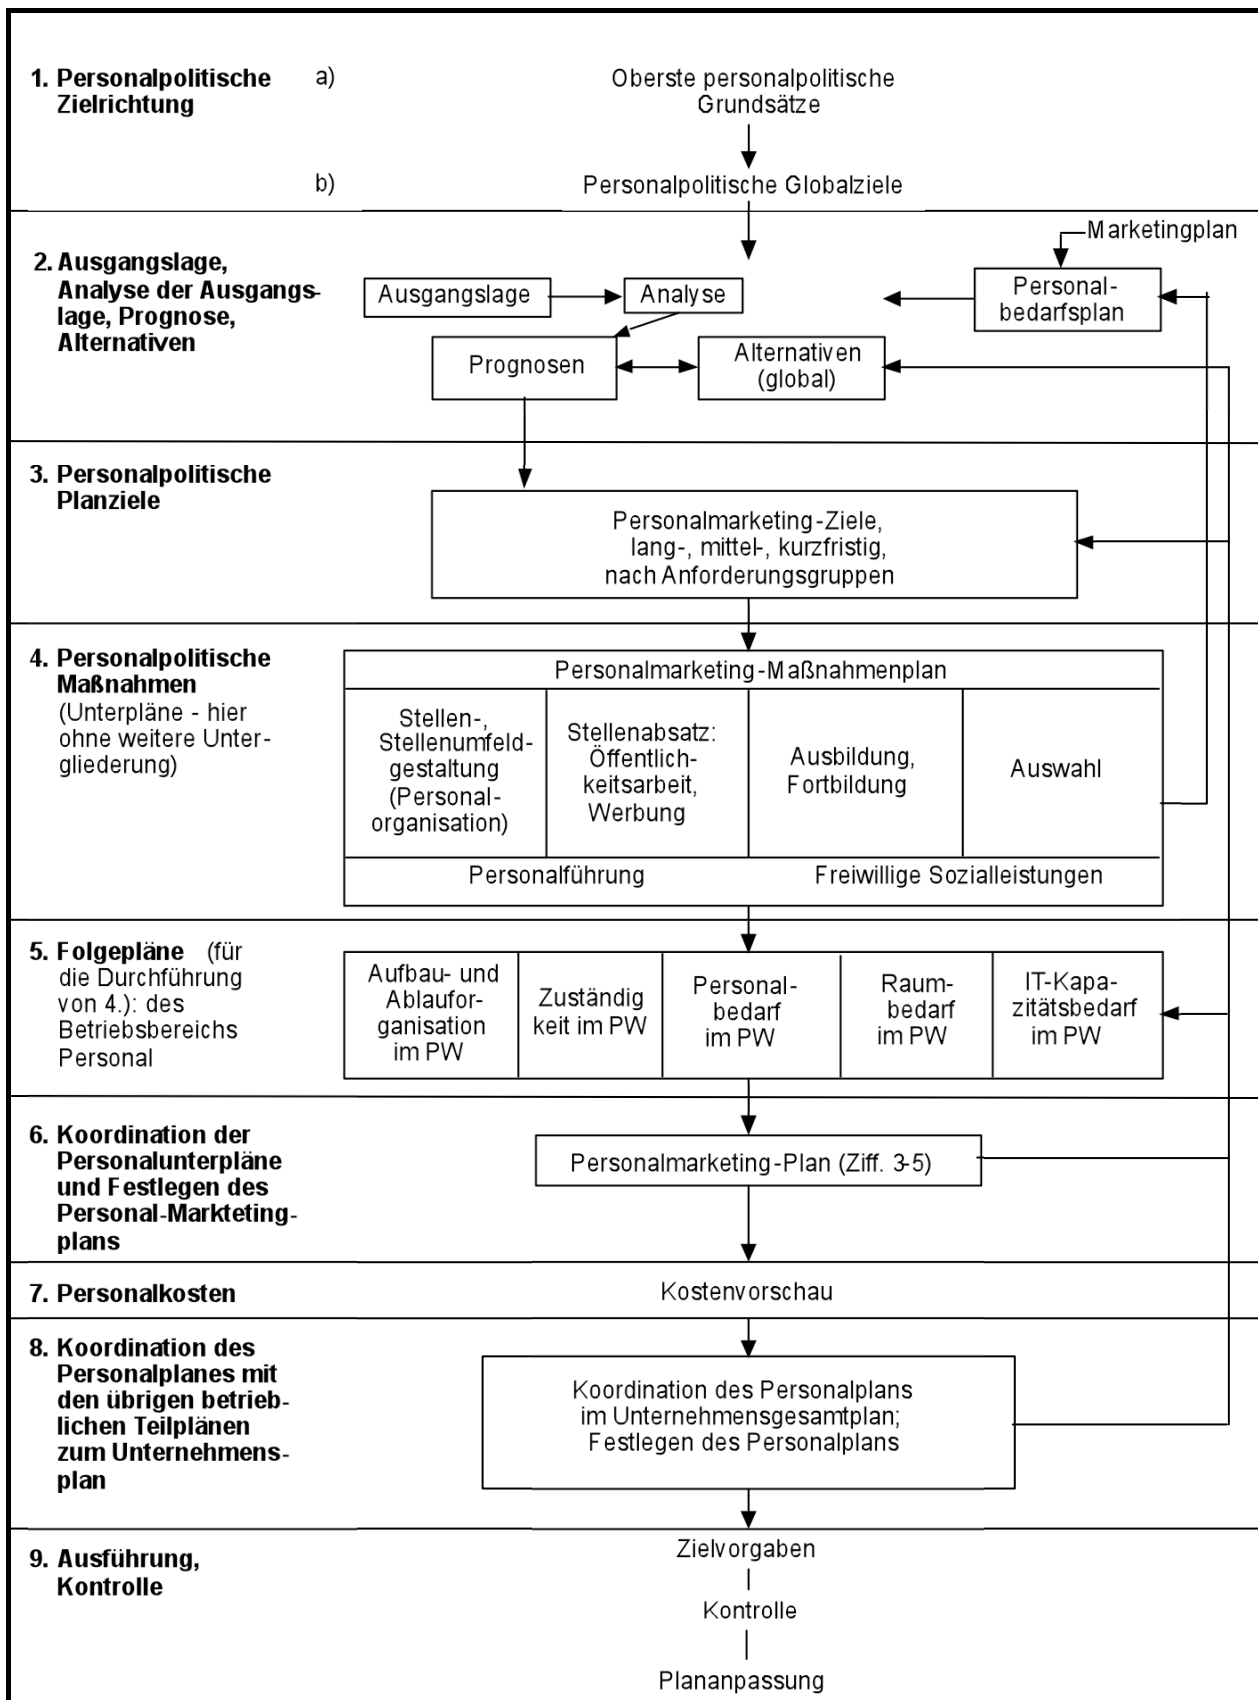 1. Personalpolitische
Zielrichtung
a)
Oberste personalpolitische
Grundsätze
b)
Personalpolitische Globalziele
2. Ausgangslage,
Analyse der Ausgangs-
lage, Prognose,
Alternativen
Marketingplan
Ausgangslage
Analyse
Personal-
bedarfsplan
Prognosen
Alternativen
(global)
3. Personalpolitische
Planziele
Personalmarketing-Ziele,
lang-, mittel-, kurzfristig,
nach Anforderungsgruppen
4. Personalpolitische
Maßnahmen
(Unterpläne - hier
ohne weitere Unter-
gliederung)
Personalmarketing-Maßnahmenplan
Stellen-,
Stellenumfeld-
gestaltung
(Personal-
organisation)
Stellenabsatz:
Öffentlich-
keitsarbeit,
Werbung
Ausbildung,
Fortbildung
Auswahl
Personalführung
Freiwillige Sozialleistungen
5. Folgepläne (für
die Durchführung
von 4.): des
Betriebsbereichs
Personal
Aufbau- und
Ablaufor-
ganisation
im PW
Zuständig
keit im PW
Personal-
bedarf
im PW
Raum-
bedarf
im PW
IT-Kapa-
zitätsbedarf
im PW
6. Koordination der
Personalunterpläne
und Festlegen des
Personal-Markteting-
plans
Personalmarketing-Plan (Ziff. 3-5)
7. Personalkosten
Kostenvorschau
8. Koordination des
Personalplanes mit
den übrigen betrieb-
lichen Teilplänen
zum Unternehmens-
plan
Koordination des Personalplans
im Unternehmensgesamtplan;
Festlegen des Personalplans
9. Ausführung,
Kontrolle
Zielvorgaben
Kontrolle
Plananpassung